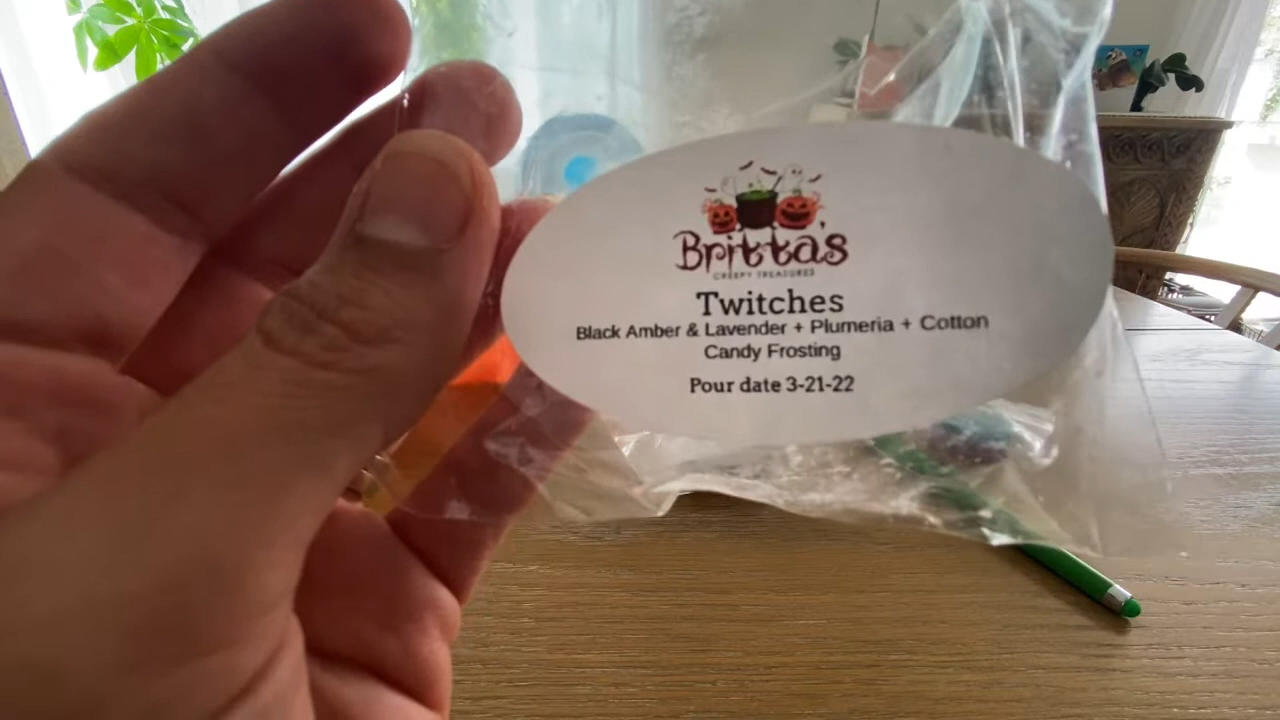 Britta's
CREEPY TREASURES
Twitches
Black Amber & Lavender + Plumeria + Cotton
Candy Frosting
Pour date 3-21-22